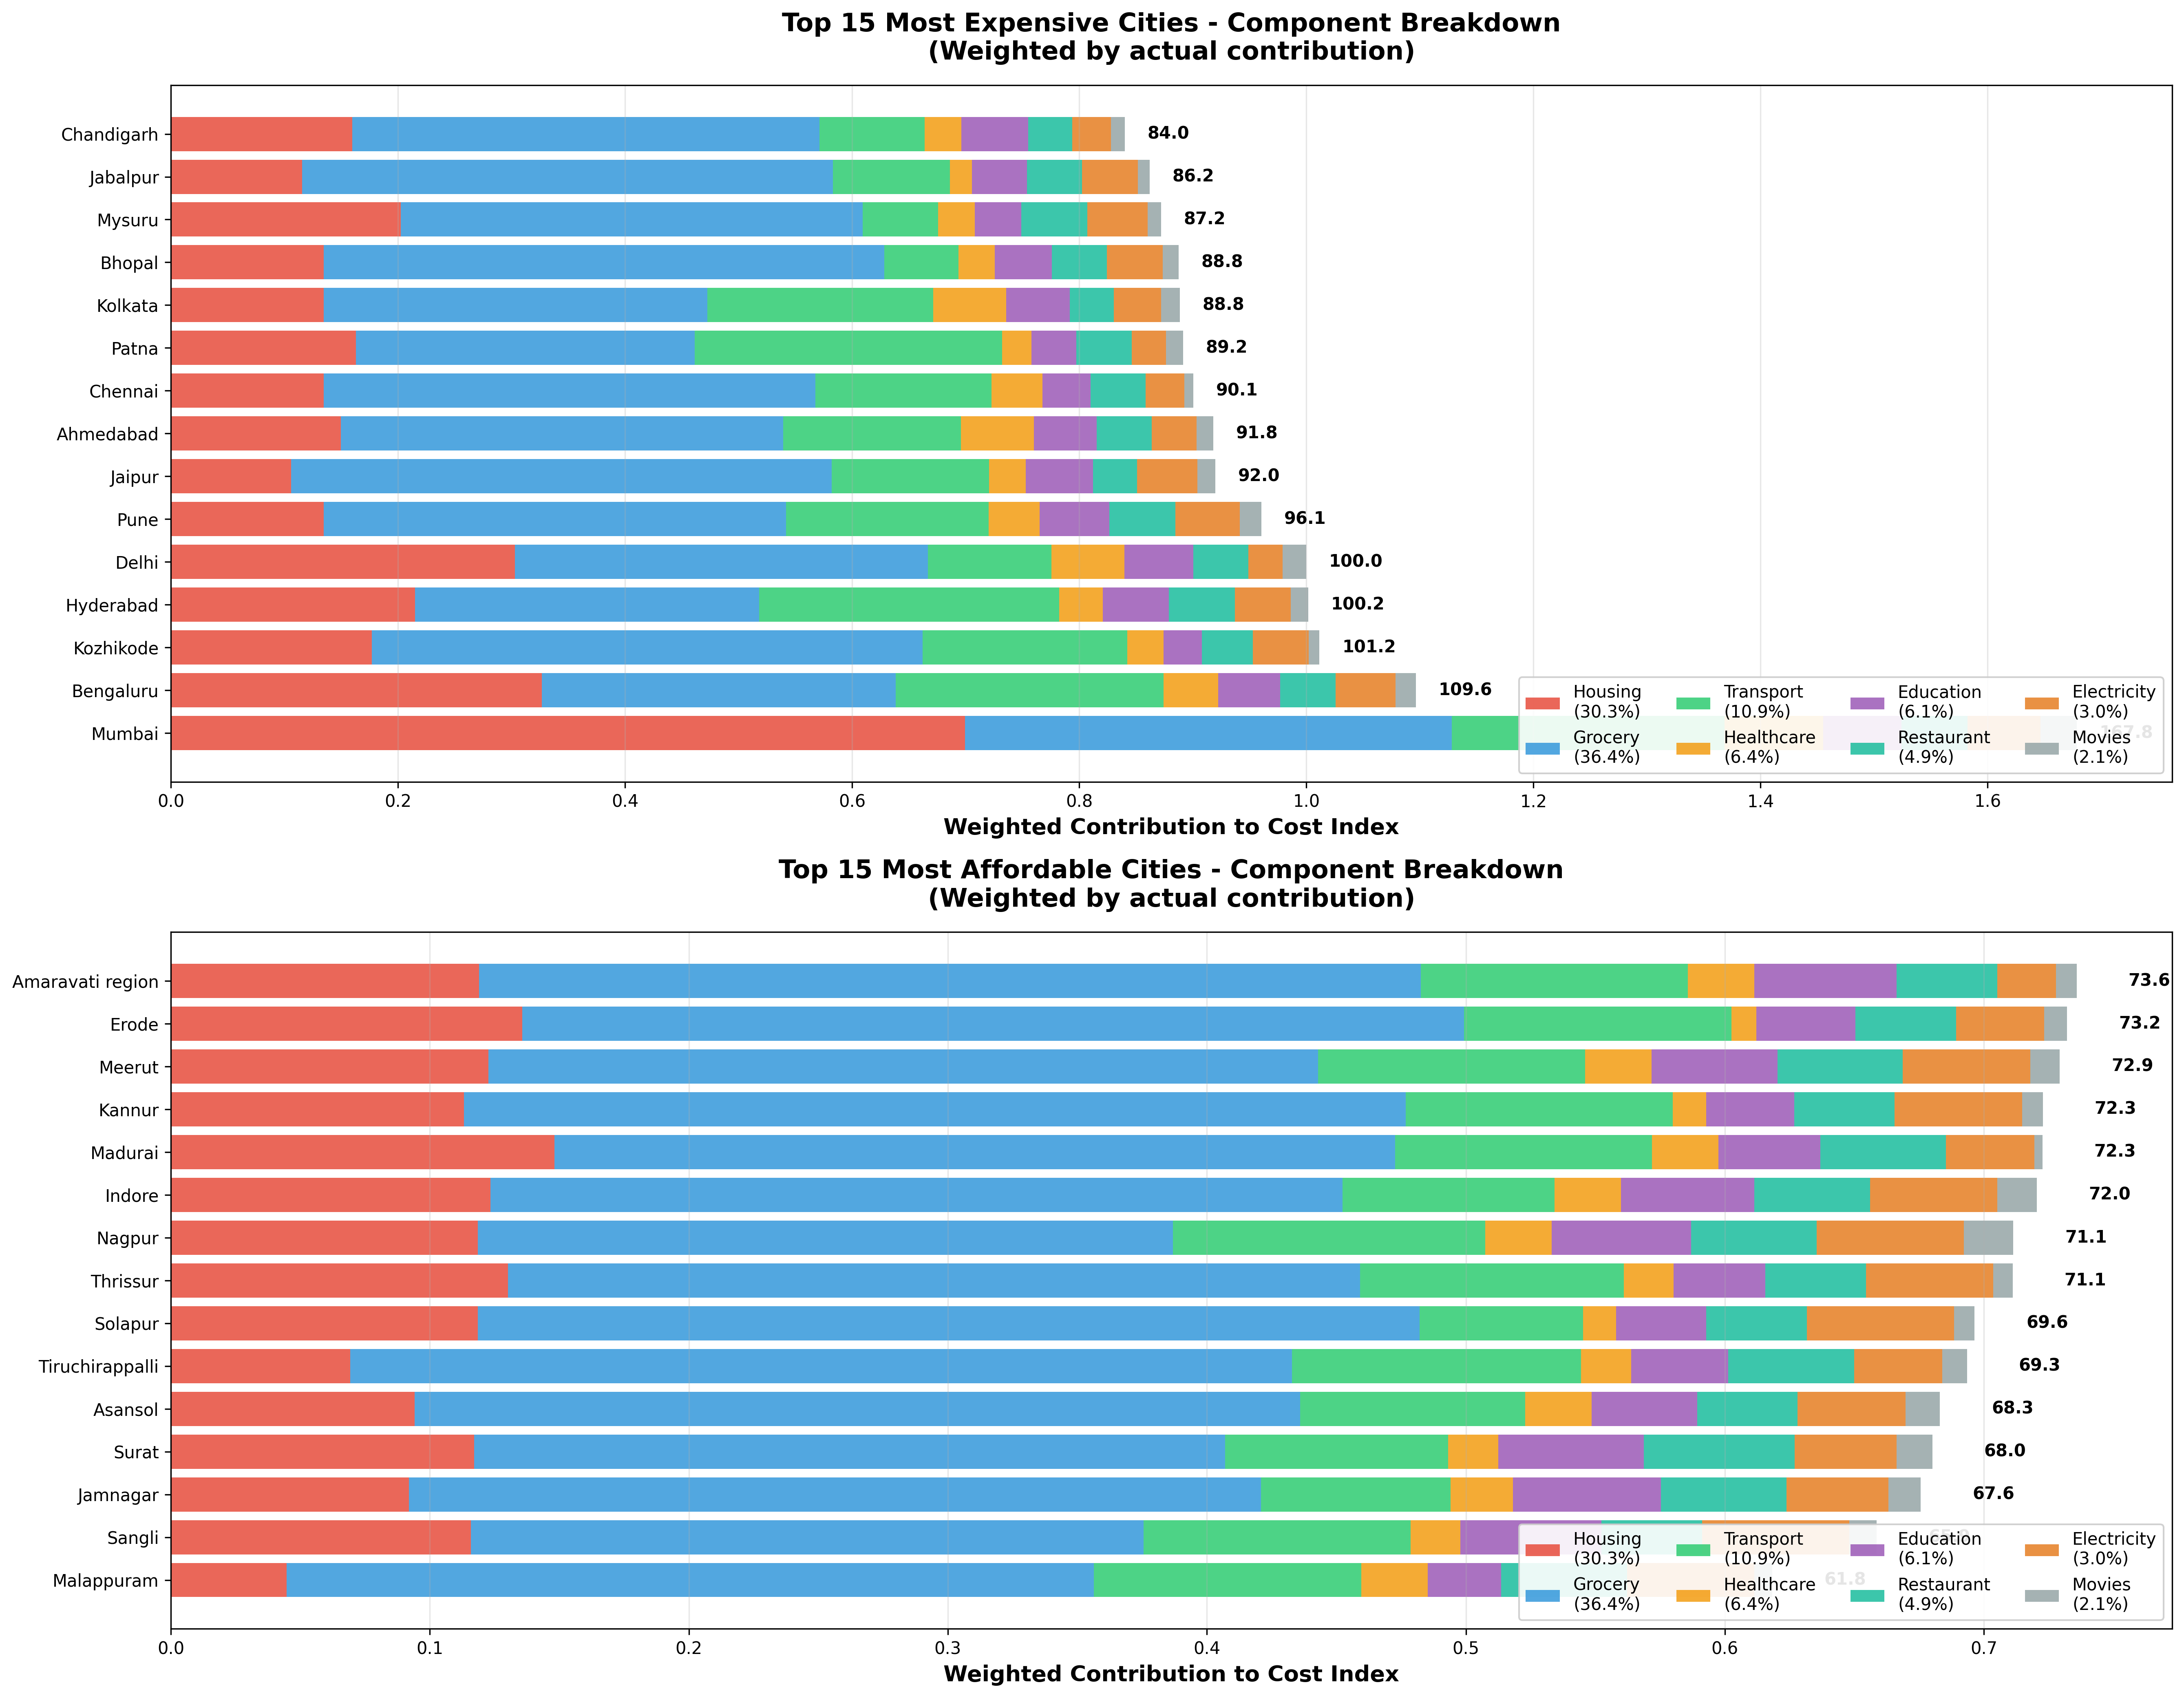 Top 15 Most Expensive Cities - Component Breakdown
(Weighted by actual contribution)
Chandigarh 84.0
Jabalpur 86.2
Mysuru 87.2
Bhopal 88.8
Kolkata 88.8
Patna 89.2
Chennai 90.1
Ahmedabad 91.8
Jaipur 92.0
Pune 96.1
Delhi 100.0
Hyderabad 100.2
Kozhikode 101.2
Bengaluru 109.6
Mumbai
Housing (30.3%)
Grocery (36.4%)
Transport (10.9%)
Healthcare (6.4%)
Education (6.1%)
Restaurant (4.9%)
Electricity (3.0%)
Movies (2.1%)
0.0 0.2 0.4 0.6 0.8 1.0 1.2 1.4 1.6
Weighted Contribution to Cost Index
Top 15 Most Affordable Cities - Component Breakdown
(Weighted by actual contribution)
Amaravati region 73.6
Erode 73.2
Meerut 72.9
Kannur 72.3
Madurai 72.3
Indore 72.0
Nagpur 71.1
Thrissur 71.1
Solapur 69.6
Tiruchirappalli 69.3
Asansol 68.3
Surat 68.0
Jamnagar 67.6
Sangli
Malappuram 61.8
Housing (30.3%)
Grocery (36.4%)
Transport (10.9%)
Healthcare (6.4%)
Education (6.1%)
Restaurant (4.9%)
Electricity (3.0%)
Movies (2.1%)
0.0 0.1 0.2 0.3 0.4 0.5 0.6 0.7
Weighted Contribution to Cost Index